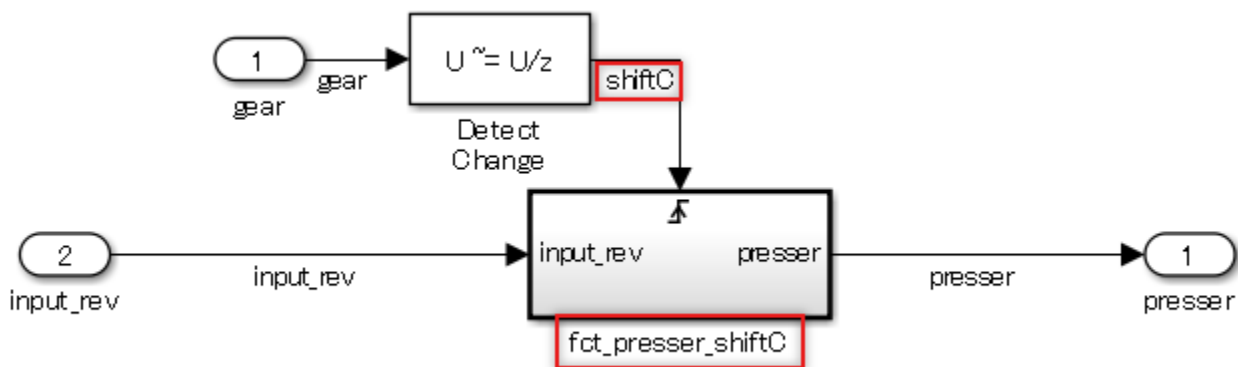 1
gear
gear
U ~= U/z
shiftC
Detect
Change
2
input_rev
input_rev
input_rev
presser
fct_presser_shiftC
presser
1
presser